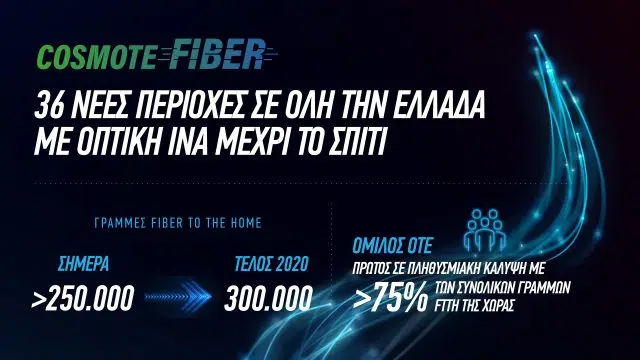 COSMOTE FIBER
36 ΝΕΕΣ ΠΕΡΙΟΧΕΣ ΣΕ ΟΛΗ ΤΗΝ ΕΛΛΑΔΑ
ΜΕ ΟΠΤΙΚΗ ΙΝΑ ΜΕΧΡΙ ΤΟ ΣΠΙΤΙ
ΓΡΑΜΜΕΣ FIBER TO THE HOME
ΣΗΜΕΡΑ
>250.000
ΤΕΛΟΣ 2020
300.000
ΟΜΙΛΟΣ ΟΤΕ
ΠΡΩΤΟΣ ΣΕ ΠΛΗΘΥΣΜΙΑΚΗ ΚΑΛΥΨΗ ΜΕ
>75% ΤΩΝ ΣΥΝΟΛΙΚΩΝ ΓΡΑΜΜΩΝ
FTTH ΤΗΣ ΧΩΡΑΣ